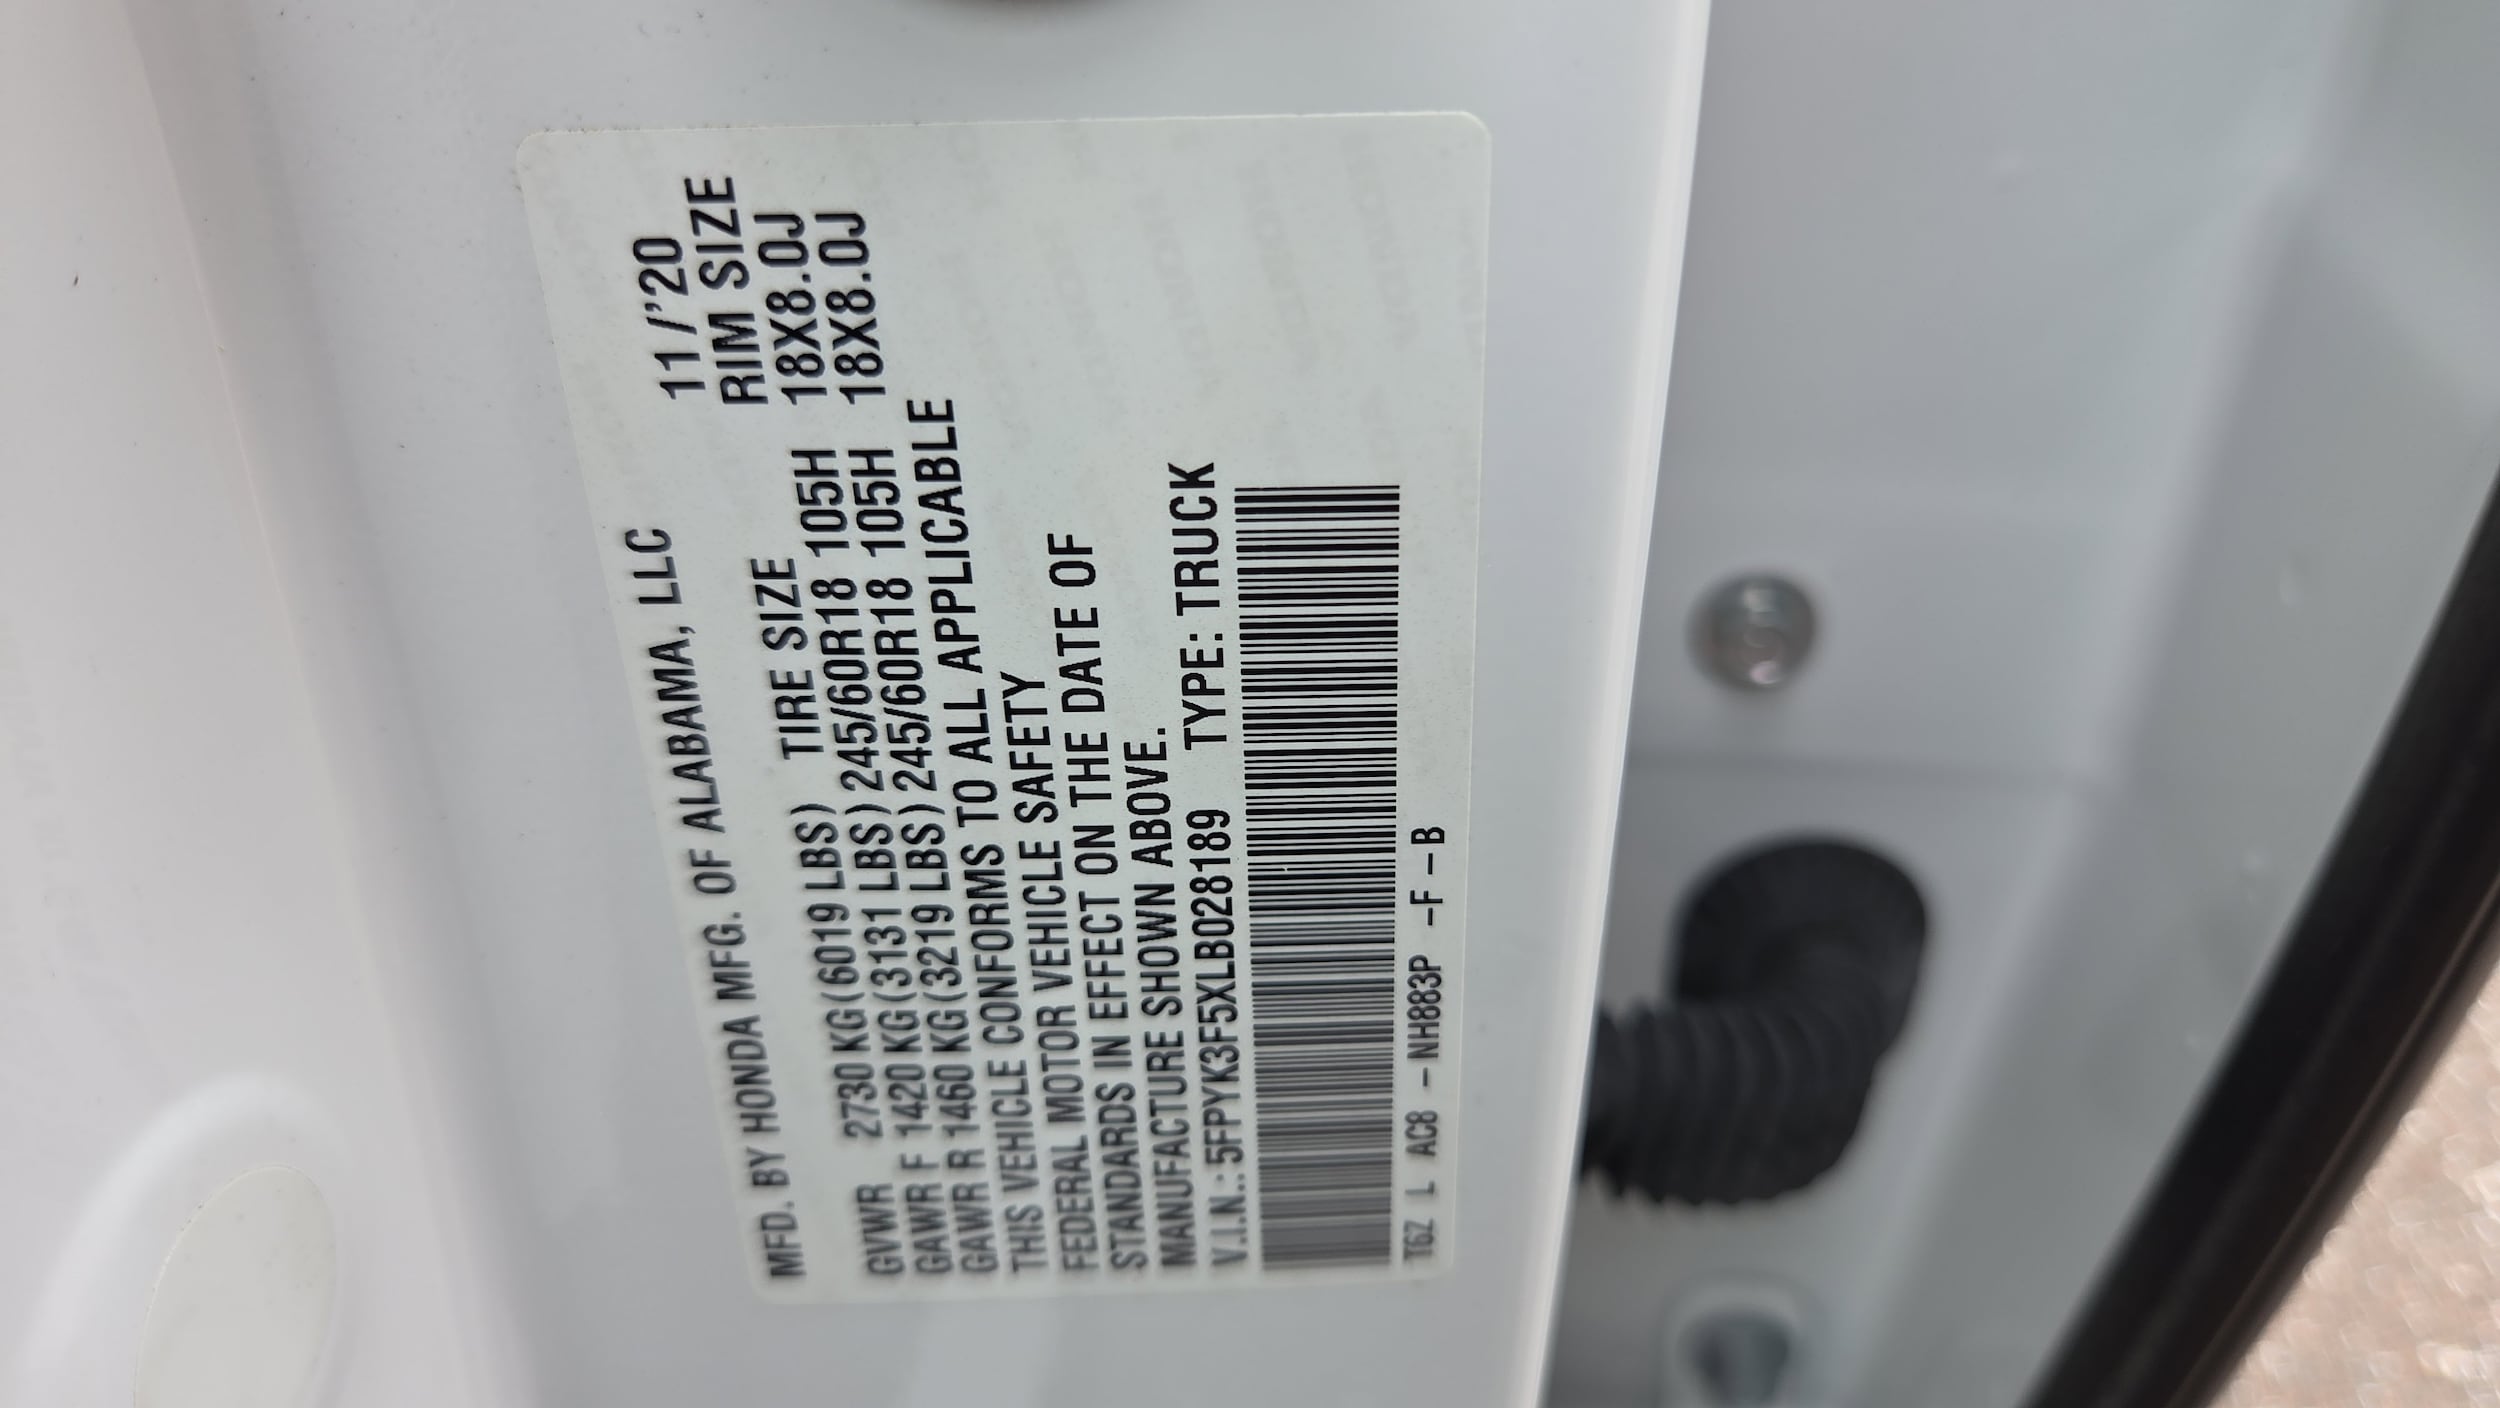 MFD. BY HONDA MFG. OF ALABAMA, LLC 11/'20
TIRE SIZE RIM SIZE
GVWR 2730 KG(6019 LBS)
GAWR F 1420 KG(3131 LBS) 245/60R18 105H 18X8.0J
GAWR R 1460 KG(3219 LBS) 245/60R18 105H 18X8.0J
THIS VEHICLE CONFORMS TO ALL APPLICABLE
FEDERAL MOTOR VEHICLE SAFETY
STANDARDS IN EFFECT ON THE DATE OF
MANUFACTURE SHOWN ABOVE.
V.I.N.: 5FPYK3F5XLB028189 TYPE: TRUCK
T6Z L AC8 -NH883P -F-B